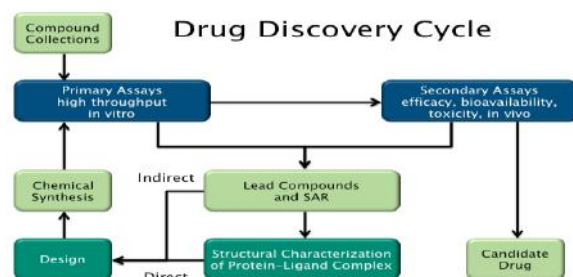 Compound
Collections
Drug Discovery Cycle
Primary Assays
high throughput
in vitro
Secondary Assays
efficacy, bioavailability,
toxicity, in vivo
Indirect
Chemical
Synthesis
Lead Compounds
and SAR
Design
Direct
Structural Characterization
of Protein-Ligand Complex
Candidate
Drug